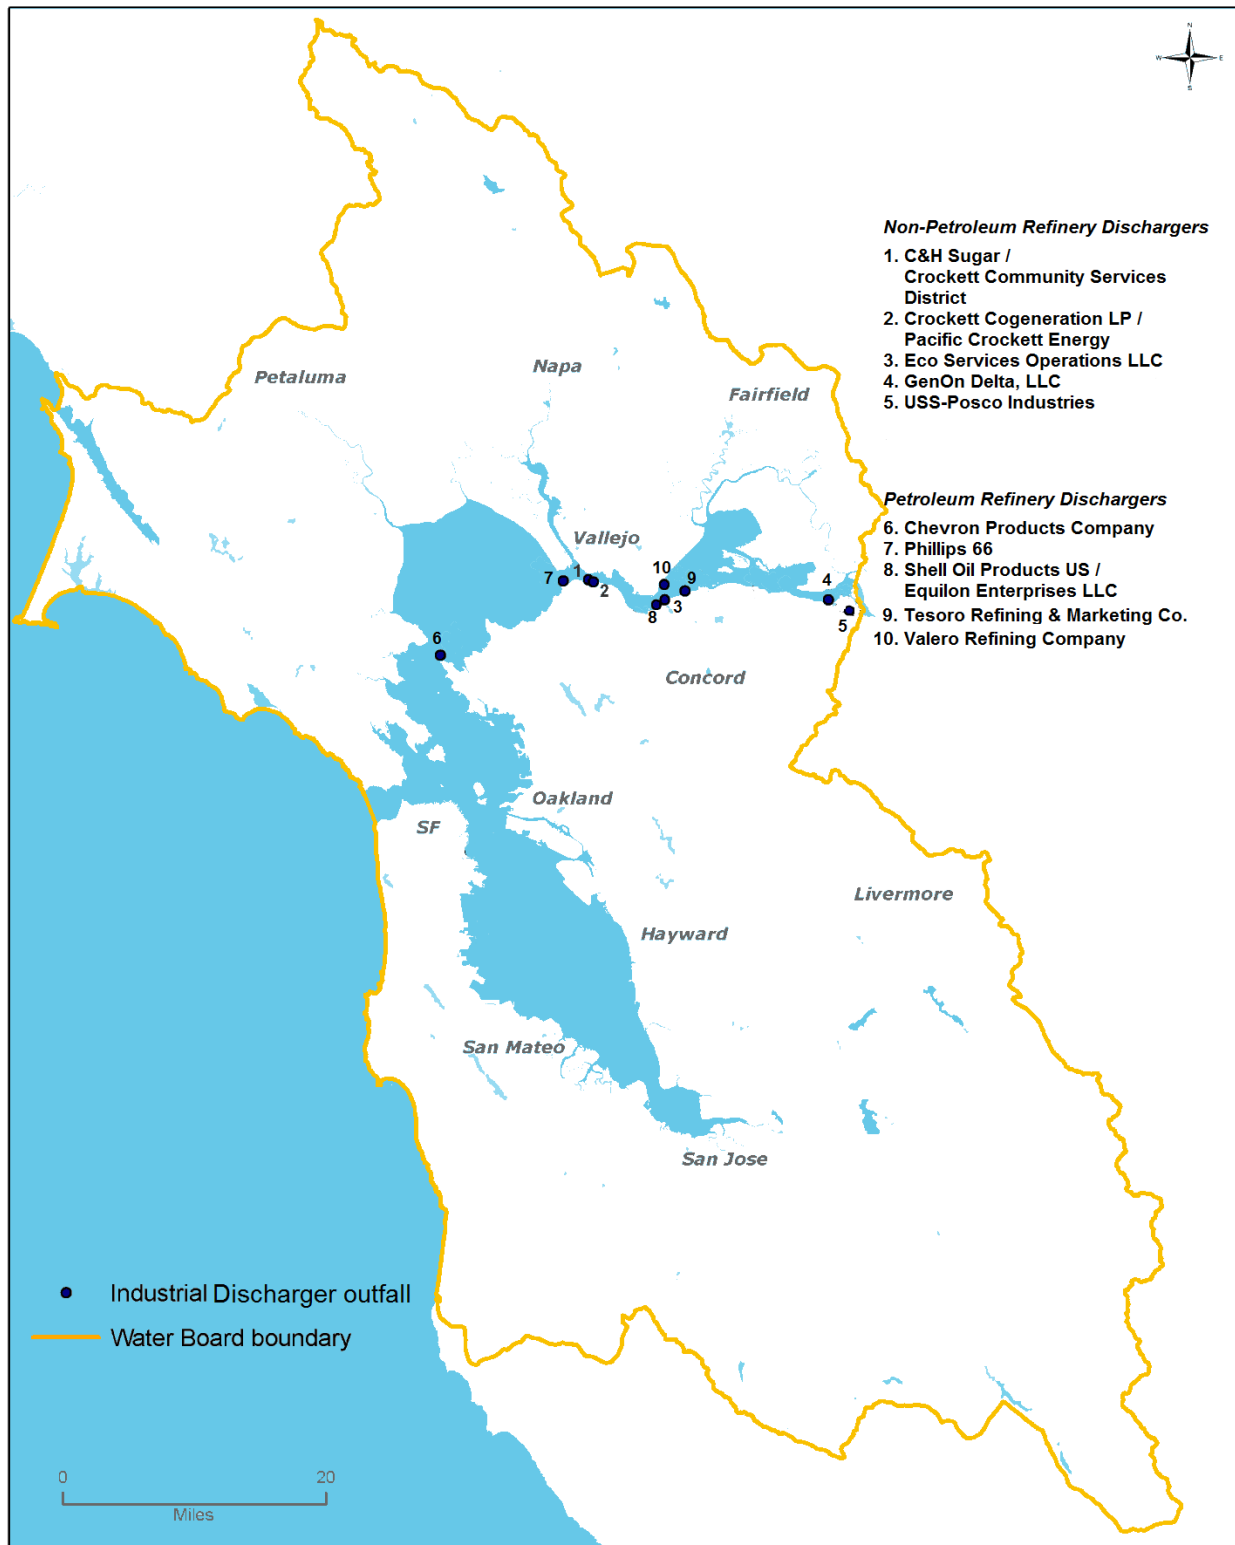 N
W E
S
Non-Petroleum Refinery Dischargers
1. C&H Sugar /
Crockett Community Services
District
2. Crockett Cogeneration LP /
Pacific Crockett Energy
3. Eco Services Operations LLC
4. GenOn Delta, LLC
5. USS-Posco Industries
Petroleum Refinery Dischargers
6. Chevron Products Company
7. Phillips 66
8. Shell Oil Products US /
Equilon Enterprises LLC
9. Tesoro Refining & Marketing Co.
10. Valero Refining Company
Napa
Petaluma
Fairfield
Vallejo
10
7 1
9
4
2
3
8
5
6
Concord
Oakland
SF
Livermore
Hayward
San Mateo
San Jose
Industrial Discharger outfall
Water Board boundary
0 20
Miles